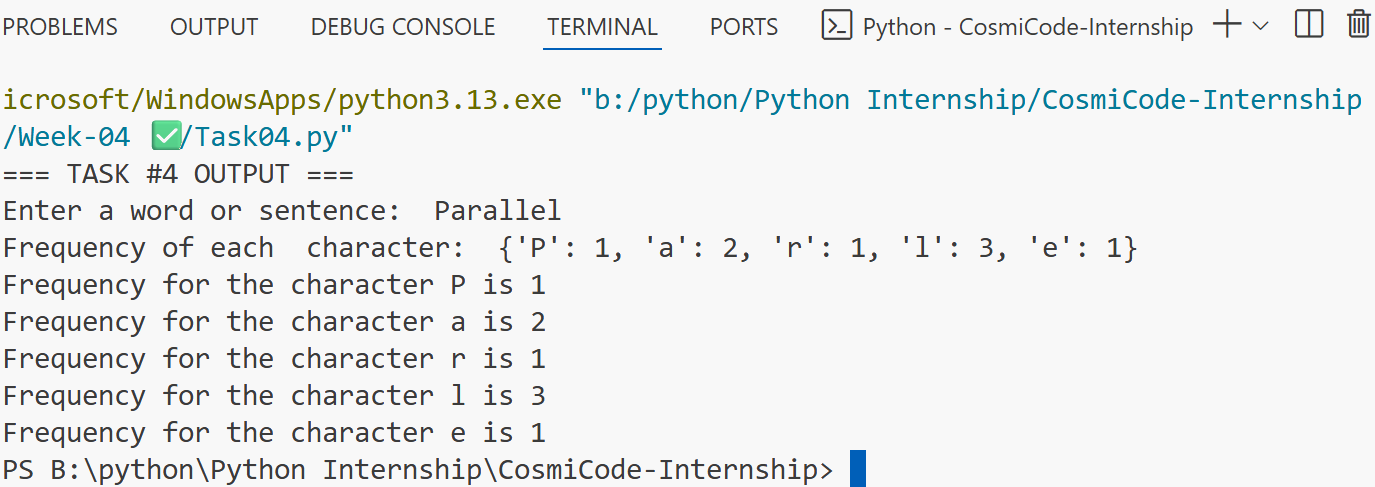 PROBLEMS OUTPUT DEBUG CONSOLE TERMINAL PORTS Python - CosmiCode-Internship
icrosoft/WindowsApps/python3.13.exe "b:/python/Python Internship/CosmiCode-Internship
/Week-04 ✅/Task04.py"
=== TASK #4 OUTPUT ===
Enter a word or sentence:  Parallel
Frequency of each  character:  {'P': 1, 'a': 2, 'r': 1, 'l': 3, 'e': 1}
Frequency for the character P is 1
Frequency for the character a is 2
Frequency for the character r is 1
Frequency for the character l is 3
Frequency for the character e is 1
PS B:\python\Python Internship\CosmiCode-Internship>